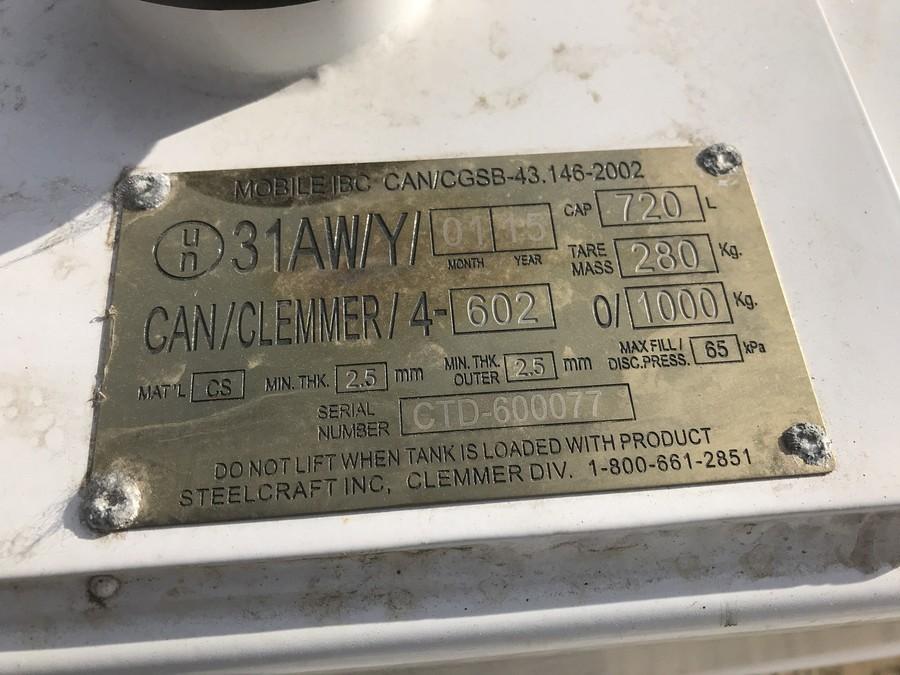 MOBILE IBC CAN/CGSB-43.146-2002
un 31AW/Y/ 01 15 CAP 720 L
MONTH YEAR
TARE MASS 280 Kg.
CAN/CLEMMER/4-602 0/1000 Kg.
MAT'L CS MIN. THK. 2.5 mm MIN. THK. OUTER 2.5 mm MAX FILL/ DISC.PRESS. 65 kPa
SERIAL NUMBER CTD-600077
DO NOT LIFT WHEN TANK IS LOADED WITH PRODUCT
STEELCRAFT INC, CLEMMER DIV. 1-800-661-2851